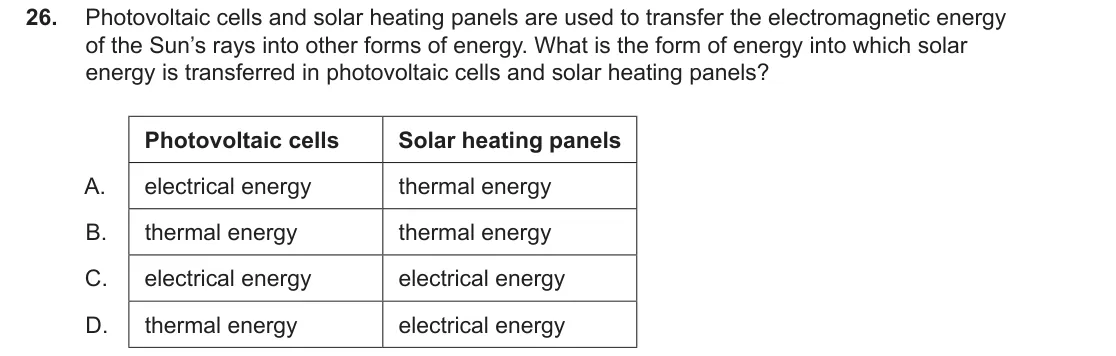 26. Photovoltaic cells and solar heating panels are used to transfer the electromagnetic energy
of the Sun’s rays into other forms of energy. What is the form of energy into which solar
energy is transferred in photovoltaic cells and solar heating panels?
Photovoltaic cells Solar heating panels
A. electrical energy thermal energy
B. thermal energy thermal energy
C. electrical energy electrical energy
D. thermal energy electrical energy